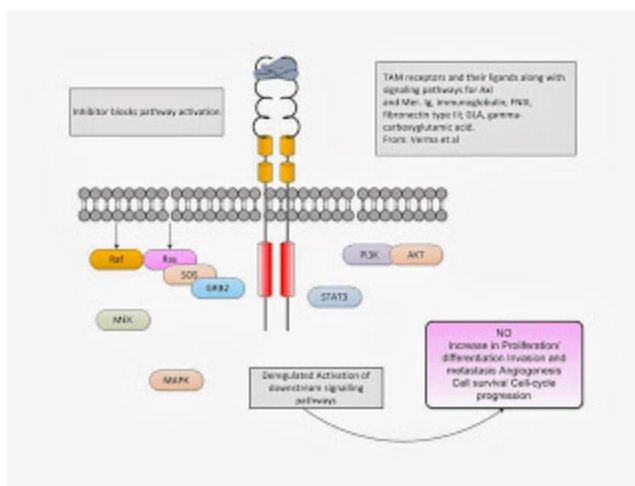 Inhibitor blocks pathway activation.
TAM receptors and their ligands along with
signaling pathways for Axl
and Mer. Ig, immunoglobulin; FNIII,
fibronectin type III; GLA, gamma-
carboxyglutamic acid.
From: Verma et al
Raf
Ras
SOS
GRB2
PI3K
AKT
STAT3
MEK
MAPK
Deregulated Activation of
downstream signalling
pathways
NO
Increase in Proliferation/
differentiation Invasion and
metastasis Angiogenesis
Cell survival Cell-cycle
progression